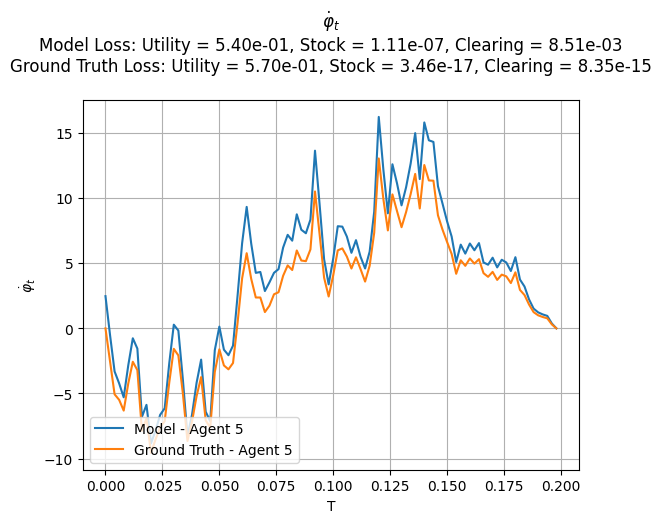 φ̇ₜ
Model Loss: Utility = 5.40e-01, Stock = 1.11e-07, Clearing = 8.51e-03
Ground Truth Loss: Utility = 5.70e-01, Stock = 3.46e-17, Clearing = 8.35e-15
15
10
5
0
−5
−10
φ̇ₜ
Model - Agent 5
Ground Truth - Agent 5
0.000 0.025 0.050 0.075 0.100 0.125 0.150 0.175 0.200
T